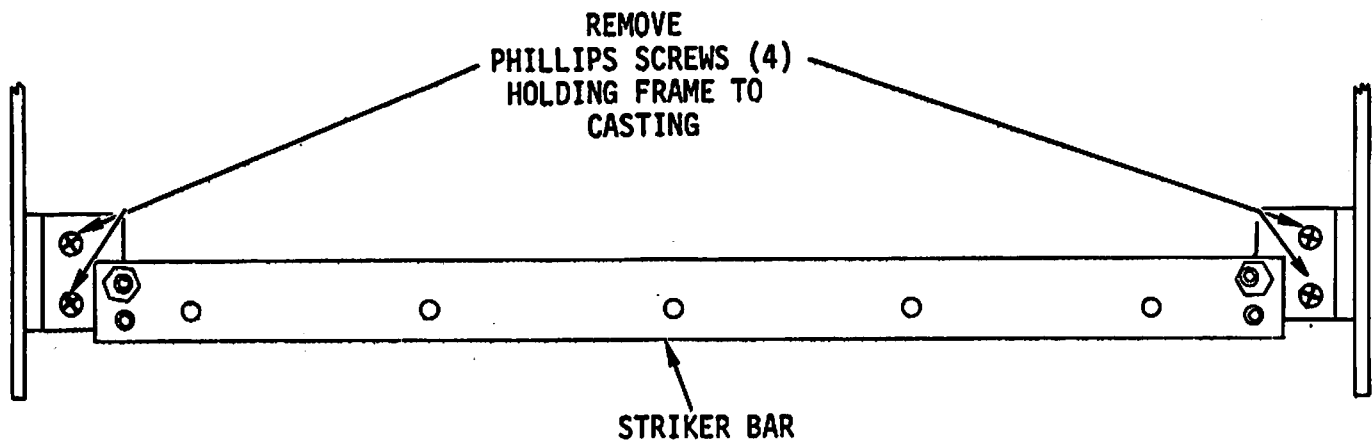 REMOVE
PHILLIPS SCREWS (4)
HOLDING FRAME TO
CASTING
STRIKER BAR